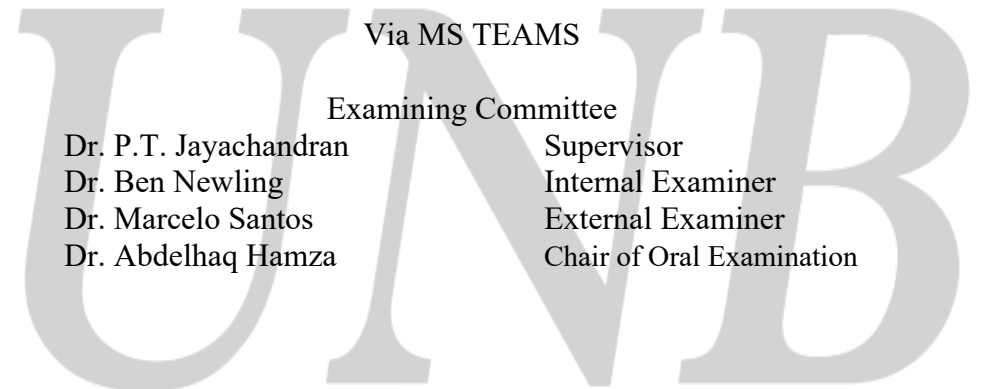 Via MS TEAMS
Examining Committee
Dr. P.T. Jayachandran Supervisor
Dr. Ben Newling Internal Examiner
Dr. Marcelo Santos External Examiner
Dr. Abdelhaq Hamza Chair of Oral Examination
UNB